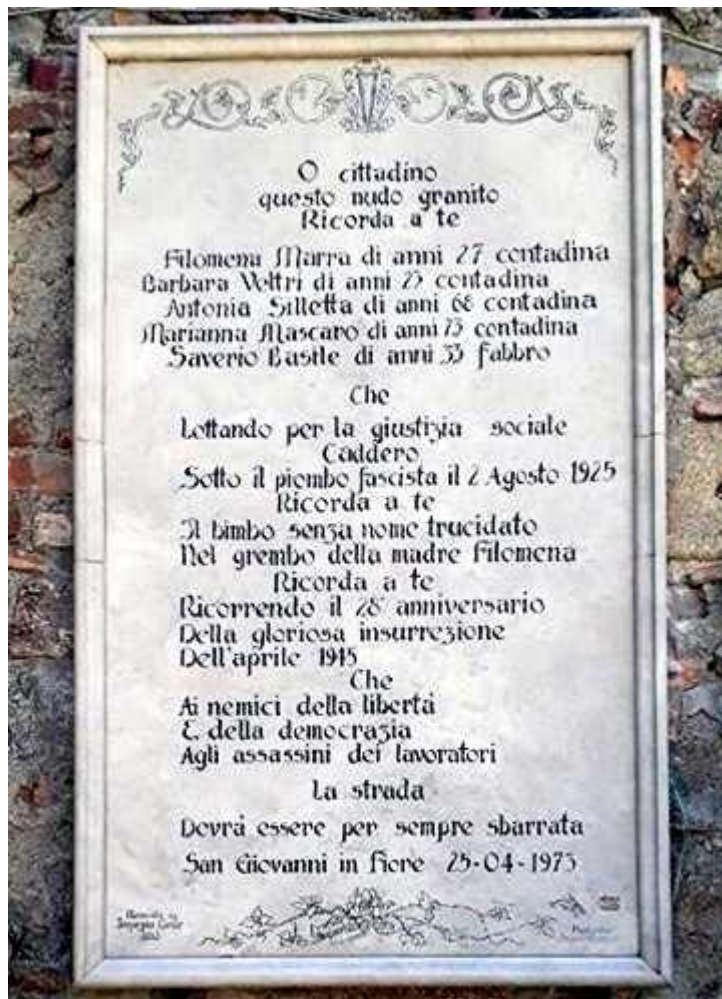 O cittadino
questo nudo granito
Ricorda a te
Filomena Marra di anni 27 contadina
Barbara Veltri di anni 23 contadina
Antonia Silletta di anni 68 contadina
Marianna Mascaro di anni 73 contadina
Saverio Basile di anni 33 fabbro
Che
Lottando per la giustizia sociale
Caddero
Sotto il piombo fascista il 2 Agosto 1925
Ricorda a te
Il bimbo senza nome trucidato
Nel grembo della madre Filomena
Ricorda a te
Ricorrendo il 28° anniversario
Della gloriosa insurrezione
Dell'aprile 1945
Che
Ai nemici della libertà
E della democrazia
Agli assassini dei lavoratori
La strada
Dovrà essere per sempre sbarrata
San Giovanni in Fiore 25-04-1973